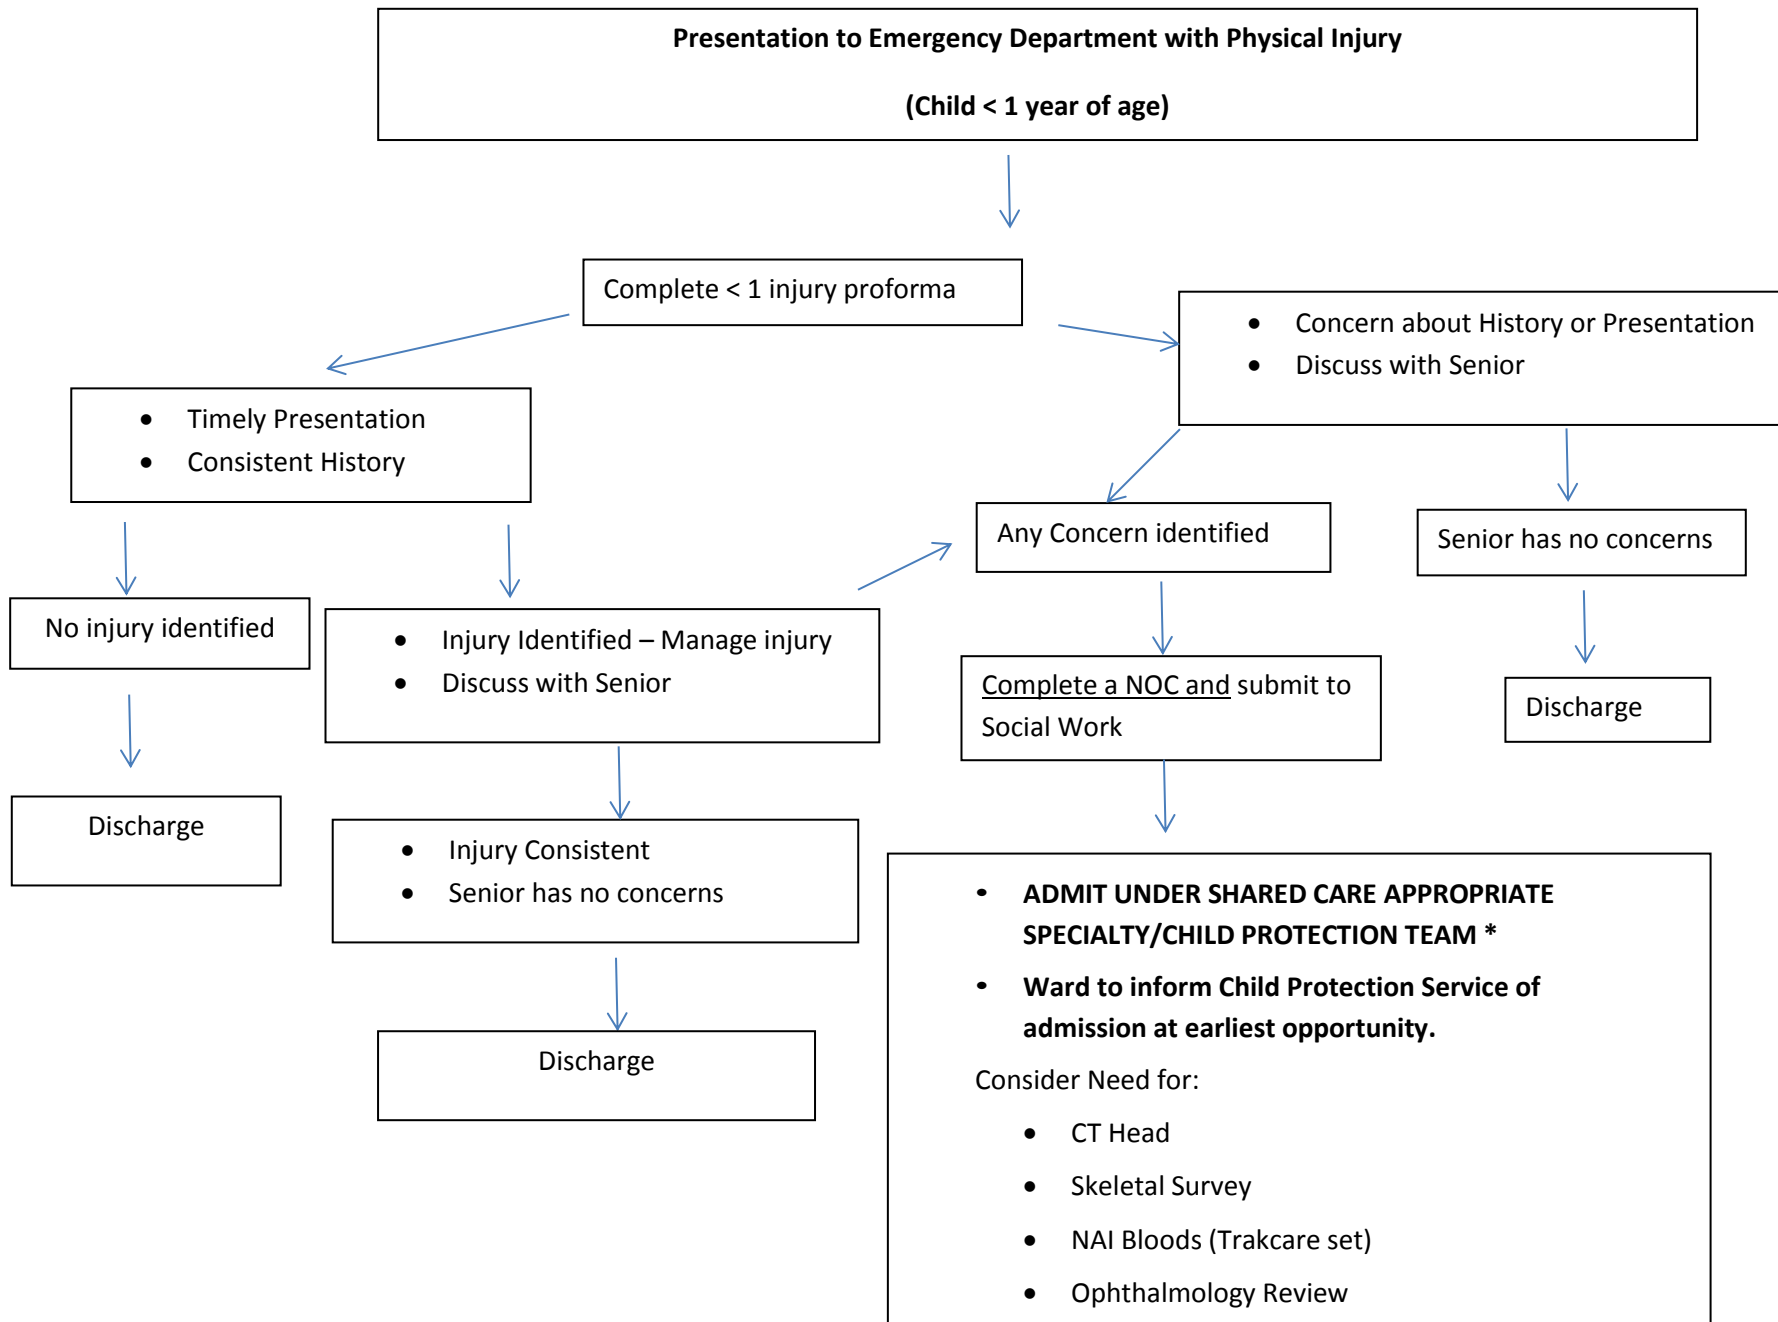 Presentation to Emergency Department with Physical Injury
(Child < 1 year of age)
Complete < 1 injury proforma
• Concern about History or Presentation
• Discuss with Senior
• Timely Presentation
• Consistent History
Any Concern identified
Senior has no concerns
No injury identified
• Injury Identified – Manage injury
• Discuss with Senior
Complete a NOC and submit to
Social Work
Discharge
Discharge
• Injury Consistent
• Senior has no concerns
• ADMIT UNDER SHARED CARE APPROPRIATE
SPECIALTY/CHILD PROTECTION TEAM *
• Ward to inform Child Protection Service of
admission at earliest opportunity.
Discharge
Consider Need for:
• CT Head
• Skeletal Survey
• NAI Bloods (Trakcare set)
• Ophthalmology Review